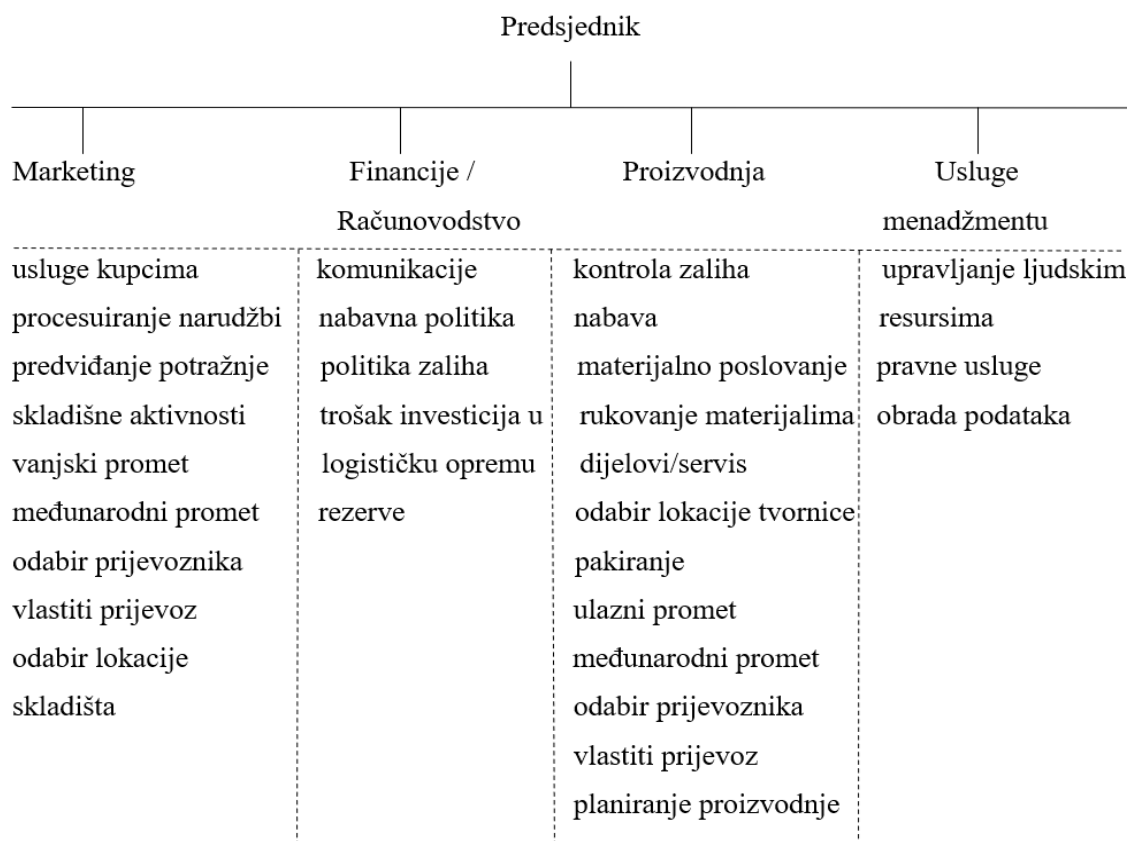 Predsjednik
Marketing
Financije /
Računovodstvo
Proizvodnja
Usluge
menadžmentu
usluge kupcima
procesuiranje narudžbi
predviđanje potražnje
skladišne aktivnosti
vanjski promet
međunarodni promet
odabir prijevoznika
vlastiti prijevoz
odabir lokacije
skladišta
komunikacije
nabavna politika
politika zaliha
trošak investicija u
logističku opremu
rezerve
kontrola zaliha
nabava
materijalno poslovanje
rukovanje materijalima
dijelovi/servis
odabir lokacije tvornice
pakiranje
ulazni promet
međunarodni promet
odabir prijevoznika
vlastiti prijevoz
planiranje proizvodnje
upravljanje ljudskim
resursima
pravne usluge
obrada podataka